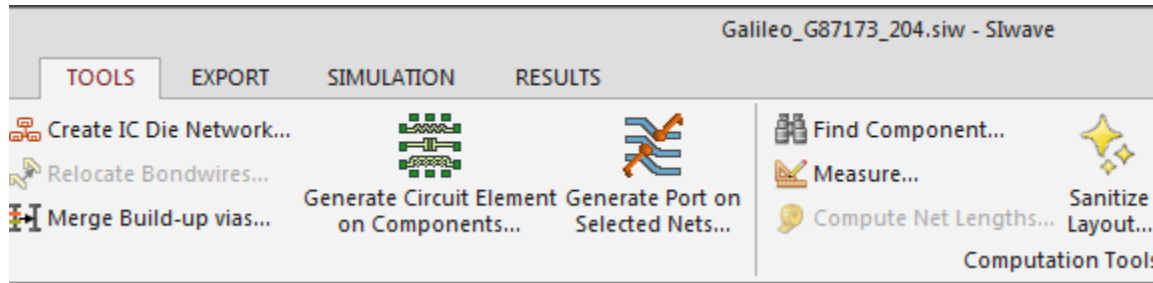 Galileo_G87173_204.siw - SIwave
TOOLS EXPORT SIMULATION RESULTS
Create IC Die Network...
Relocate Bondwires...
Merge Build-up vias...
Generate Circuit Element
on Components...
Generate Port on
Selected Nets...
Find Component...
Measure...
Compute Net Lengths...
Sanitize
Layout...
Computation Tools